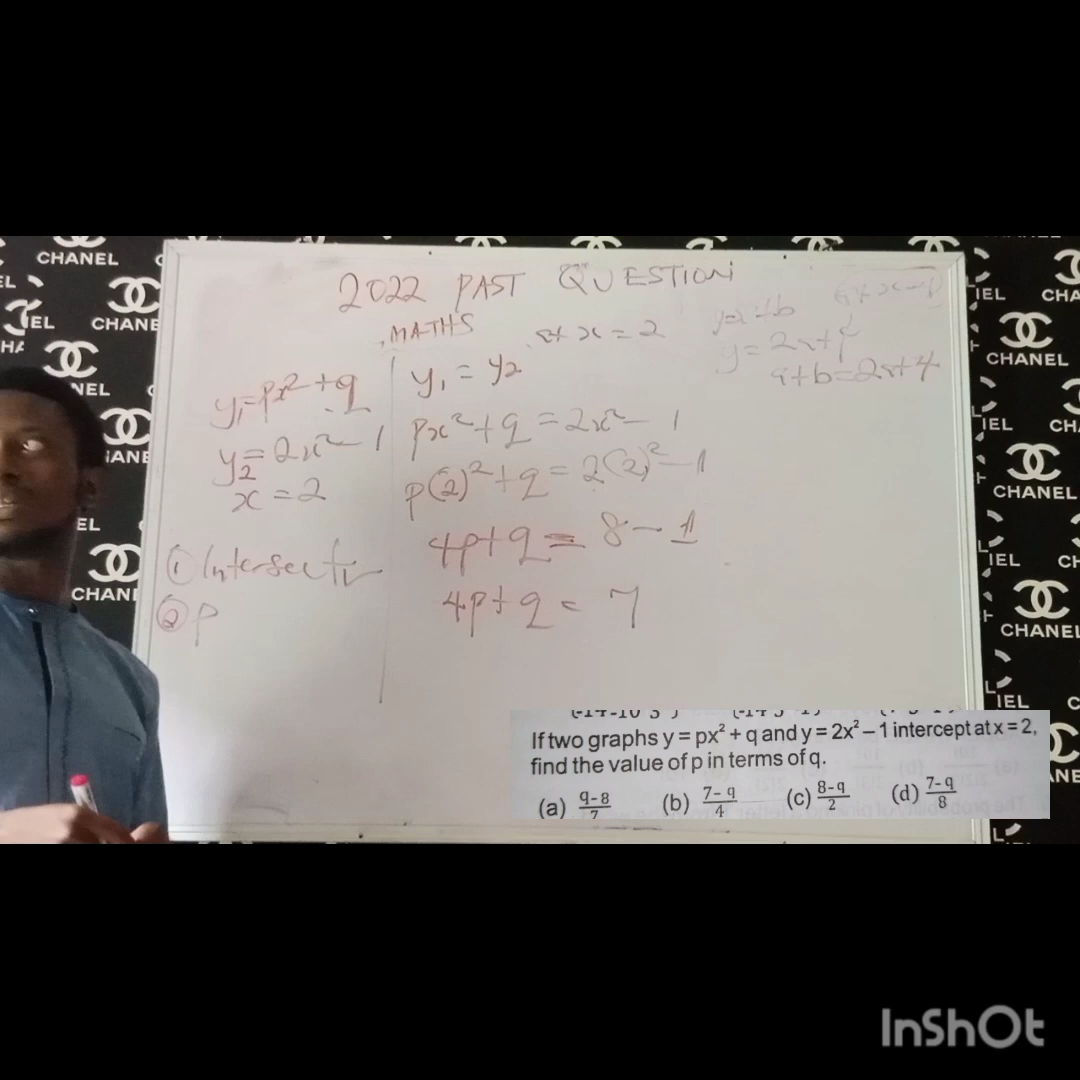 2022 PAST QUESTION
MATHS
at x = 2
y₁=px²+q
y₂=2x²-1
x=2
① Intersect
② p
y₁ = y₂
px²+q=2x²-1
p(2)²+q=2(2)²-1
4p+q=8-1
4p+q=7
a+b=2x+4
If two graphs y = px² + q and y = 2x² – 1 intercept at x = 2,
find the value of p in terms of q.
(a) q-8/7 (b) 7-q/4 (c) 8-q/2 (d) 7-q/8
CHANEL
InShOt